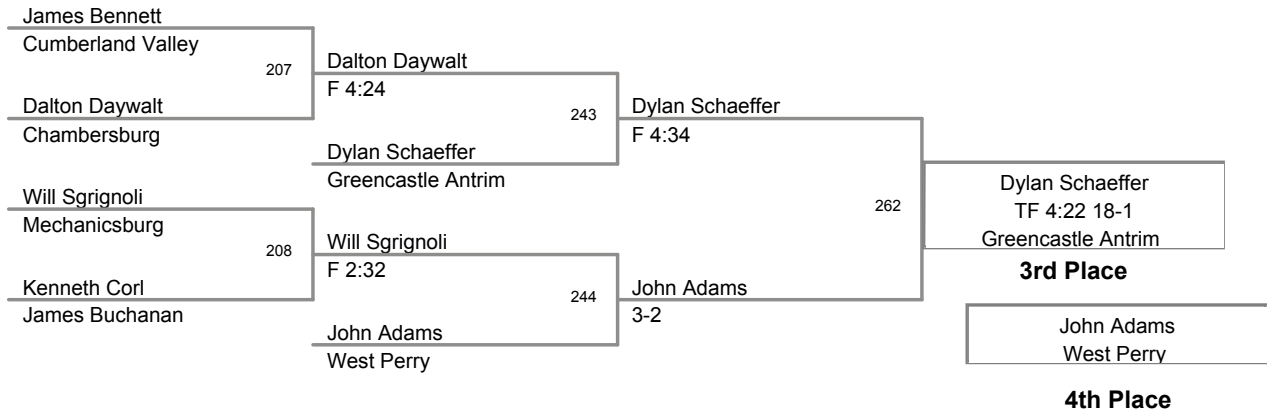 James Bennett
Cumberland Valley
207
Dalton Daywalt
Chambersburg
Dalton Daywalt
F 4:24
243
Dylan Schaeffer
Greencastle Antrim
Dylan Schaeffer
F 4:34
Will Sgrignoli
Mechanicsburg
208
Kenneth Corl
James Buchanan
Will Sgrignoli
F 2:32
244
John Adams
West Perry
John Adams
3-2
262
Dylan Schaeffer
TF 4:22 18-1
Greencastle Antrim
3rd Place
John Adams
West Perry
4th Place